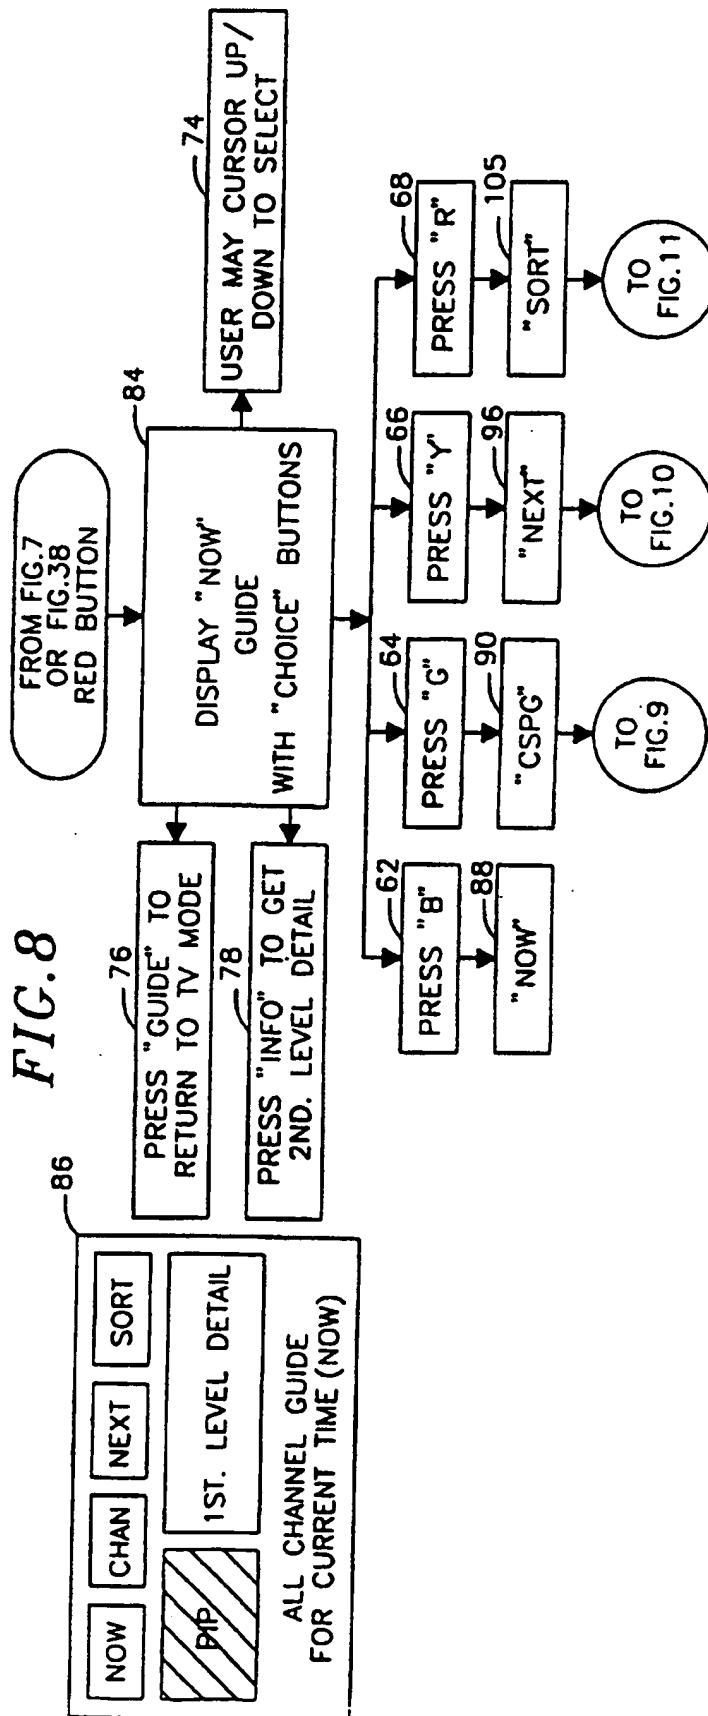 FIG.8
FROM FIG.7
OR FIG.38
RED BUTTON
84
DISPLAY "NOW"
GUIDE
WITH "CHOICE" BUTTONS
74
USER MAY CURSOR UP/
DOWN TO SELECT
76
PRESS "GUIDE" TO
RETURN TO TV MODE
78
PRESS "INFO" TO GET
2ND. LEVEL DETAIL
86
NOW
CHAN
NEXT
SORT
PIP
1ST. LEVEL DETAIL
ALL CHANNEL GUIDE
FOR CURRENT TIME (NOW)
62
PRESS "B"
88
"NOW"
64
PRESS "G"
90
"CSPG"
TO
FIG.9
66
PRESS "Y"
96
"NEXT"
TO
FIG.10
68
PRESS "R"
105
"SORT"
TO
FIG.11